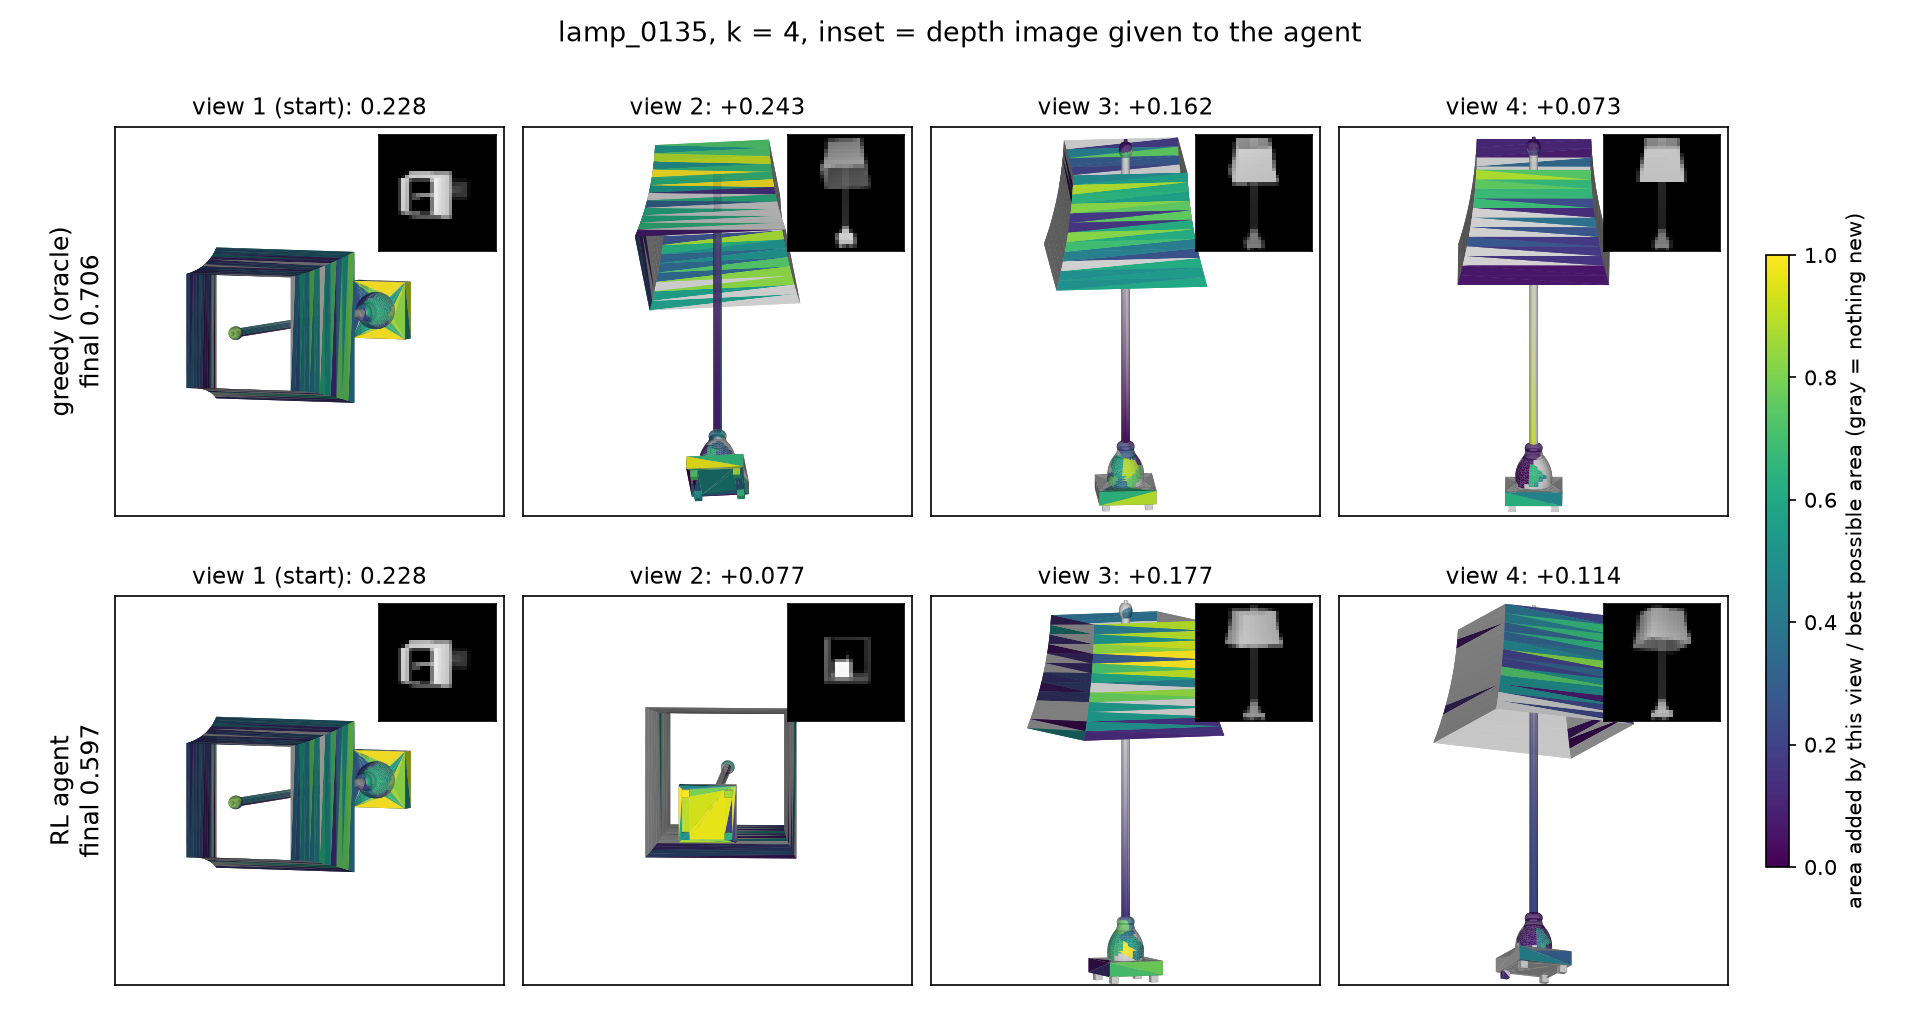 lamp_0135, k = 4, inset = depth image given to the agent
view 1 (start): 0.228
view 2: +0.243
view 3: +0.162
view 4: +0.073
greedy (oracle)
final 0.706
view 1 (start): 0.228
view 2: +0.077
view 3: +0.177
view 4: +0.114
RL agent
final 0.597
1.0
0.8
0.6
0.4
0.2
0.0
area added by this view / best possible area (gray = nothing new)